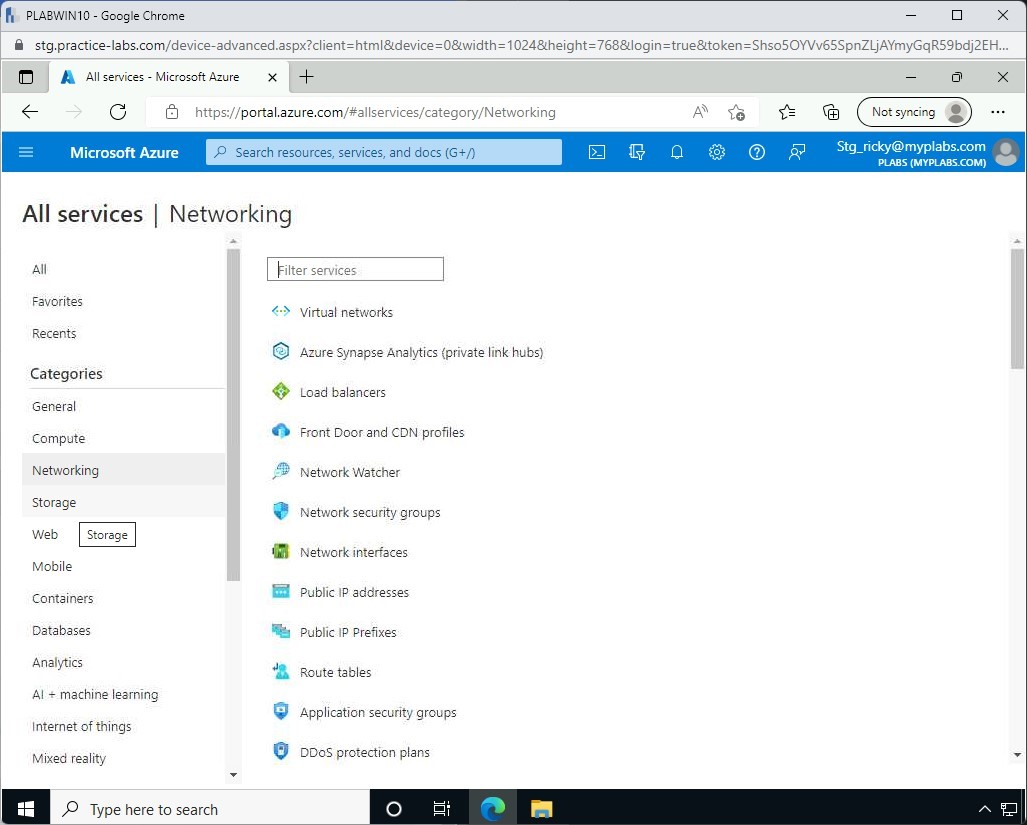 PLABWIN10 - Google Chrome
stg.practice-labs.com/device-advanced.aspx?client=html&device=0&width=1024&height=768&login=true&token=Shso5OYVv65SpnZLjAYmyGqR59bdj2EH...
All services - Microsoft Azure
https://portal.azure.com/#allservices/category/Networking
Not syncing
Microsoft Azure
Search resources, services, and docs (G+/)
Stg_ricky@myplabs.com
PLABS (MYPLABS.COM)
All services | Networking
All
Favorites
Recents
Categories
General
Compute
Networking
Storage
Web
Storage
Mobile
Containers
Databases
Analytics
AI + machine learning
Internet of things
Mixed reality
Filter services
Virtual networks
Azure Synapse Analytics (private link hubs)
Load balancers
Front Door and CDN profiles
Network Watcher
Network security groups
Network interfaces
Public IP addresses
Public IP Prefixes
Route tables
Application security groups
DDoS protection plans
Type here to search